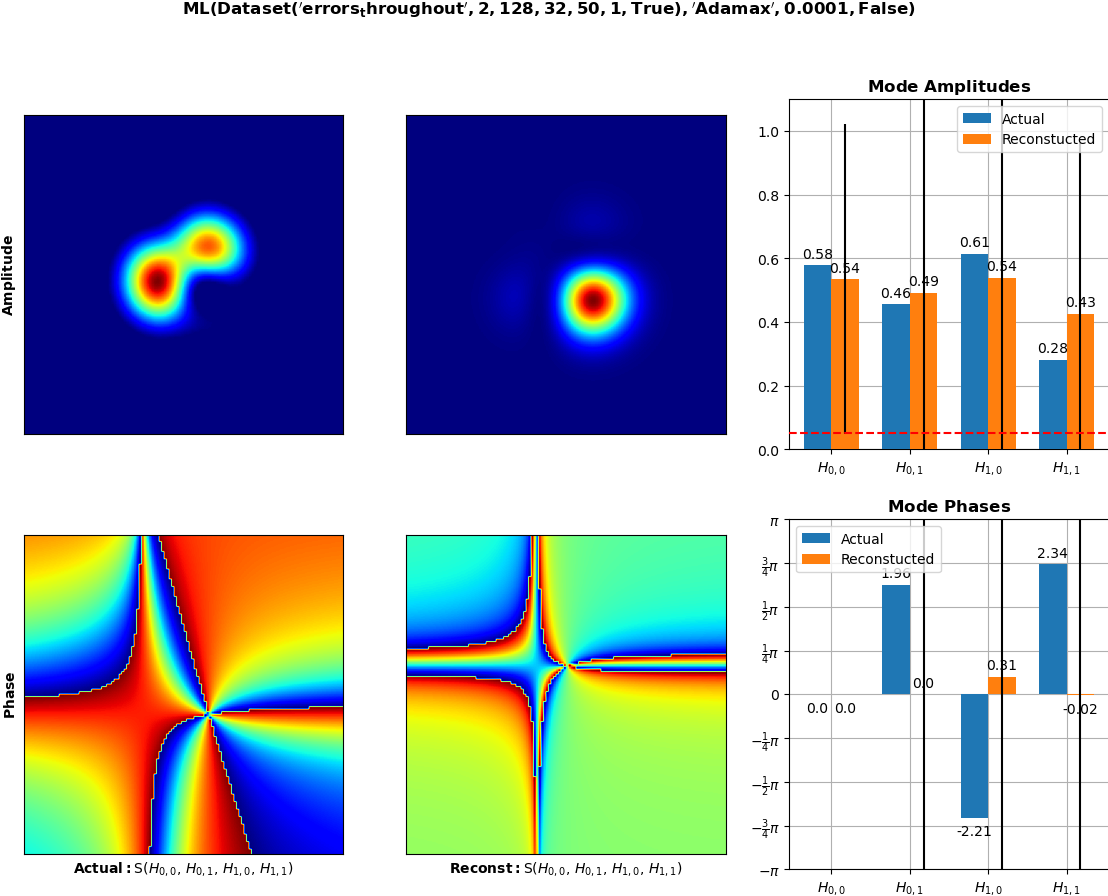 ML(Dataset('errors_throughout', 2, 128, 32, 50, 1, True), 'Adamax', 0.0001, False)
Amplitude
Mode Amplitudes
Actual
Reconstucted
1.0
0.8
0.6
0.4
0.2
0.0
0.58
0.54
0.46
0.49
0.61
0.54
0.28
0.43
H0,0
H0,1
H1,0
H1,1
Phase
Actual: S(H0,0, H0,1, H1,0, H1,1)
Reconst: S(H0,0, H0,1, H1,0, H1,1)
Mode Phases
Actual
Reconstucted
π
3/4π
1/2π
1/4π
0
−1/4π
−1/2π
−3/4π
−π
0.0
0.0
1.96
0.0
-2.21
0.31
2.34
-0.02
H0,0
H0,1
H1,0
H1,1